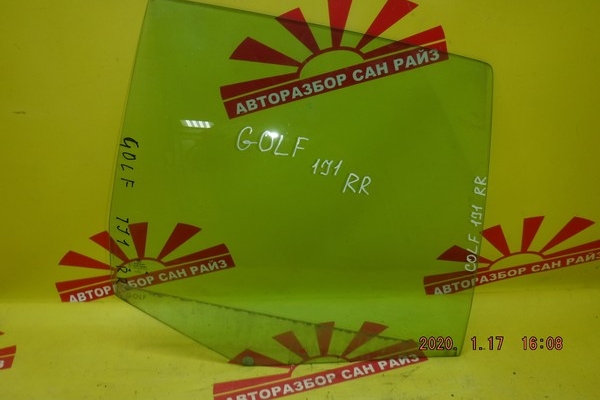 АВТОРАЗБОР САН РАЙЗ
GOLF
1J1
RR
GOLF 1J1
GOLF 1J1 RR
АВТОРАЗБОР САН РАЙЗ
АВТОРАЗБОР САН РАЙЗ
АВТОРАЗБОР САН РАЙЗ
2020. 1.17 16:08